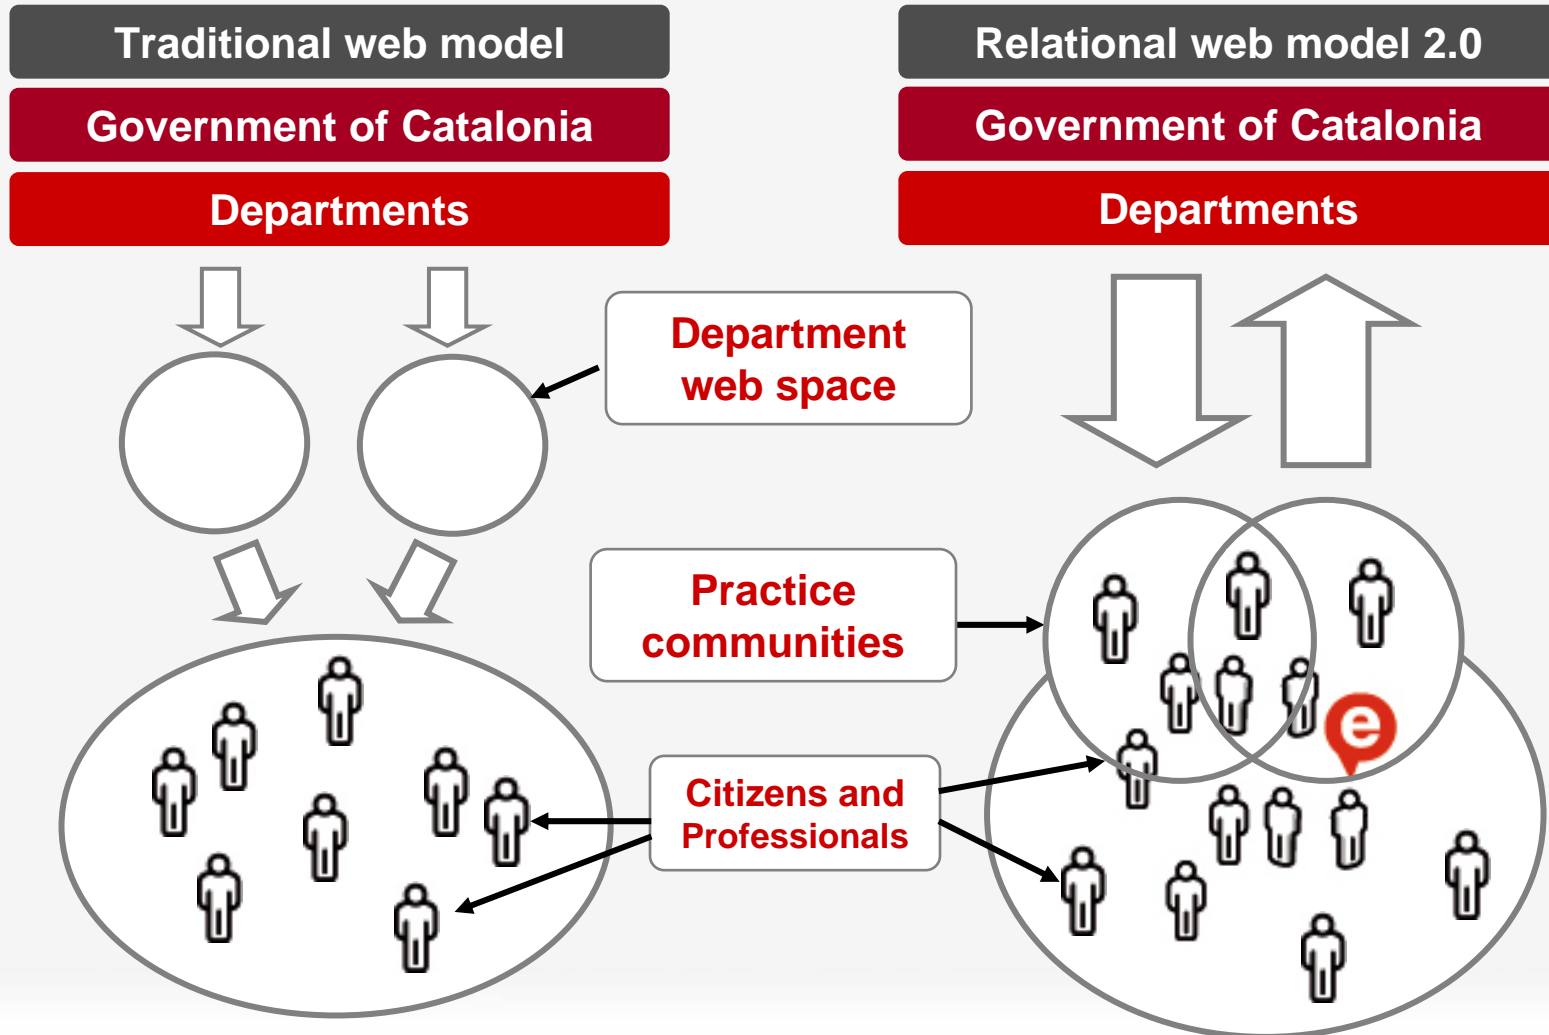 Traditional web model
Government of Catalonia
Departments
Relational web model 2.0
Government of Catalonia
Departments
Department
web space
Practice
communities
Citizens and
Professionals
e